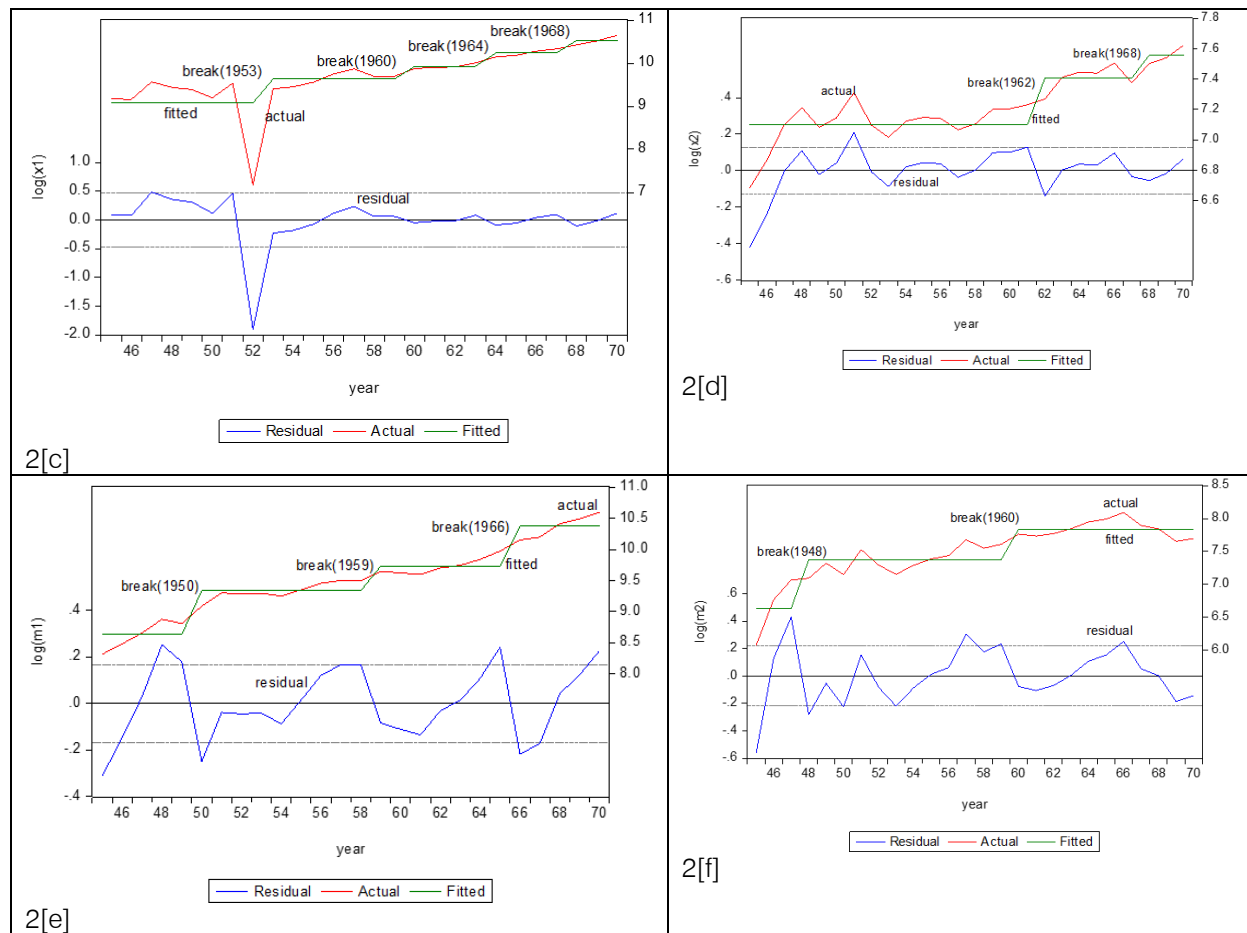 11
break(1968)
break(1964)
break(1960)
10
break(1953)
fitted
actual
9
8
1.0
0.5
residual
7
0.0
-0.5
-1.0
-1.5
-2.0
log(x1)
46 48 50 52 54 56 58 60 62 64 66 68 70
year
Residual Actual Fitted
2[c]
7.8
break(1968)
7.6
break(1962)
7.4
actual
.4
7.2
fitted
.2
7.0
.0
6.8
residual
-.2
6.6
-.4
-.6
log(x2)
46 48 50 52 54 56 58 60 62 64 66 68 70
year
Residual Actual Fitted
2[d]
11.0
actual
10.5
break(1966)
10.0
break(1959)
fitted
9.5
break(1950)
9.0
.4
8.5
.2
residual
8.0
.0
-.2
-.4
log(m1)
46 48 50 52 54 56 58 60 62 64 66 68 70
year
Residual Actual Fitted
2[e]
8.5
actual
break(1960)
8.0
fitted
break(1948)
7.5
7.0
.6
6.5
.4
residual
.2
6.0
.0
-.2
-.4
-.6
log(m2)
46 48 50 52 54 56 58 60 62 64 66 68 70
year
Residual Actual Fitted
2[f]